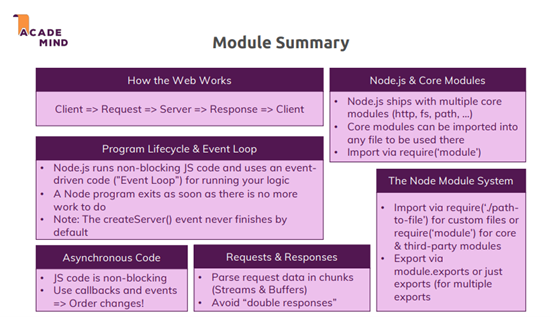 ACADE
MIND
Module Summary
How the Web Works
Client => Request => Server => Response => Client
Node.js & Core Modules
• Node.js ships with multiple core
modules (http, fs, path, …)
• Core modules can be imported into
any file to be used there
• Import via require('module')
Program Lifecycle & Event Loop
• Node.js runs non-blocking JS code and uses an event-
driven code ("Event Loop") for running your logic
• A Node program exits as soon as there is no more
work to do
• Note: The createServer() event never finishes by
default
The Node Module System
• Import via require('./path-
to-file') for custom files or
require('module') for core
& third-party modules
• Export via
module.exports or just
exports (for multiple
exports
Asynchronous Code
• JS code is non-blocking
• Use callbacks and events
=> Order changes!
Requests & Responses
• Parse request data in chunks
(Streams & Buffers)
• Avoid "double responses"